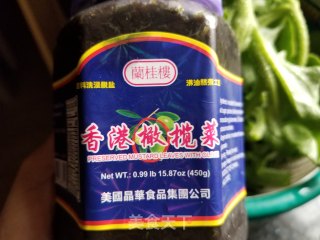 蘭桂樓
香港橄欖菜
PRESERVED MUSTARD LEAVES WITH OLIVE
NET WT.: 0.99 lb 15.87oz (450g)
美國晶華食品集團公司
美食天下